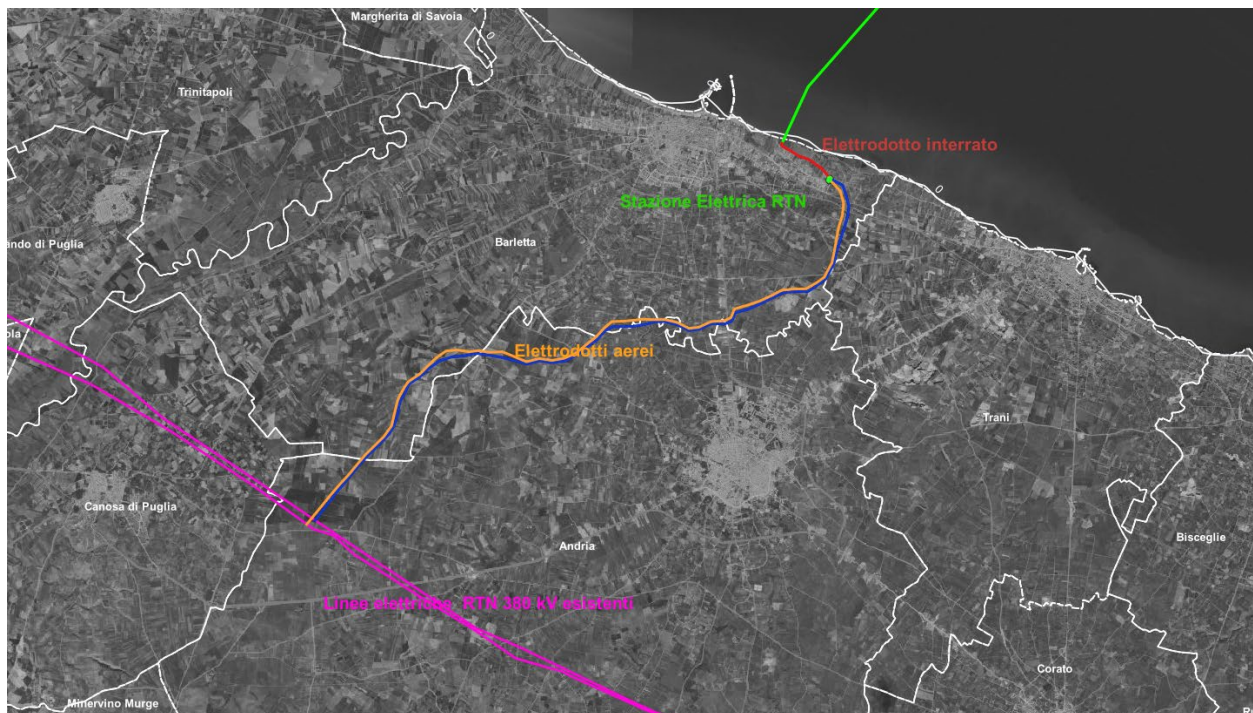 Margherita di Savoia
Trinitapoli
Elettrodotto interrato
Stazione Elettrica RTN
ando di Puglia
Barletta
ola
Elettrodotti aerei
Trani
Canosa di Puglia
Bisceglie
Andria
Linee elettriche RTN 380 kV esistenti
Corato
Minervino Murge